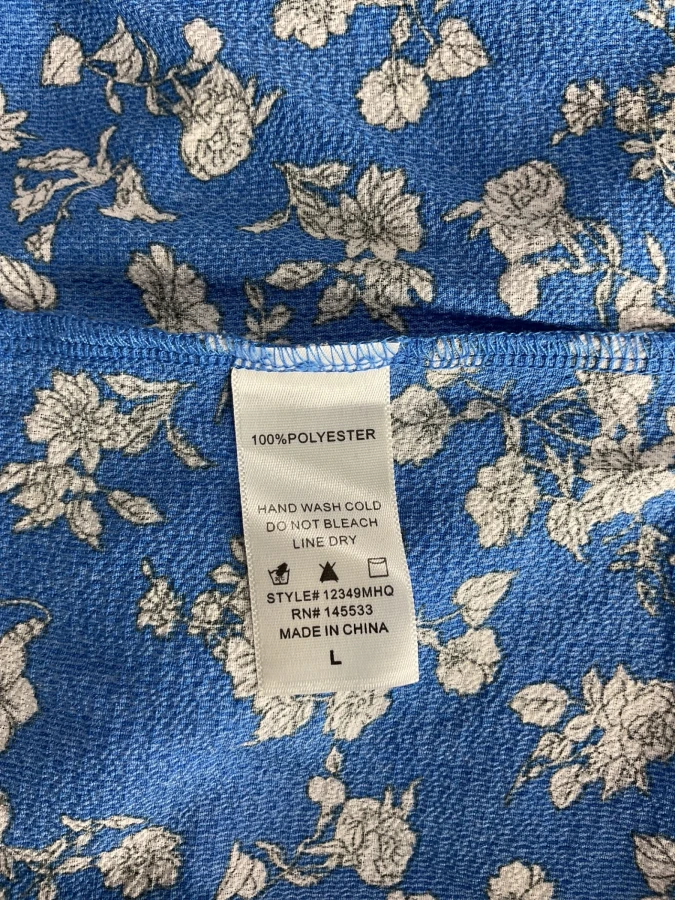 100%POLYESTER
HAND WASH COLD
DO NOT BLEACH
LINE DRY
STYLE# 12349MHQ
RN# 145533
MADE IN CHINA
L